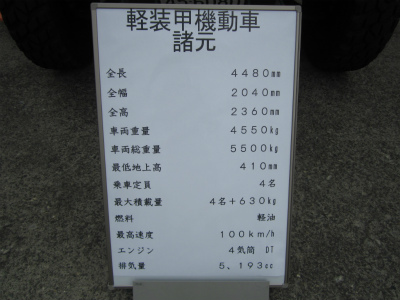 軽装甲機動車
諸元
全長 4480mm
全幅 2040mm
全高 2360mm
車両重量 4550kg
車両総重量 5500kg
最低地上高 410mm
乗車定員 4名
最大積載量 4名+630kg
燃料 軽油
最高速度 100km/h
エンジン 4気筒 DT
排気量 5、193cc